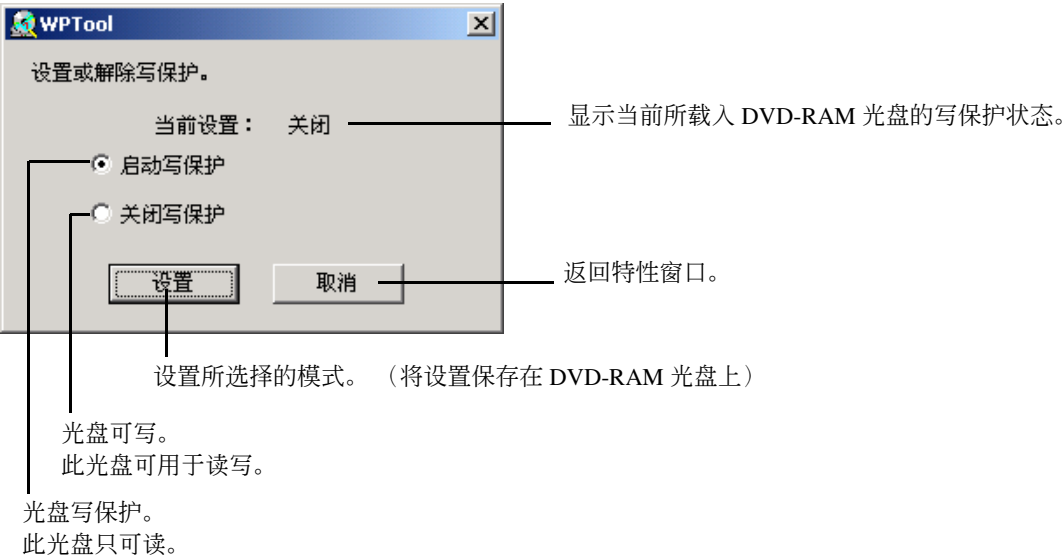 WPTool
设置或解除写保护。
当前设置： 关闭
显示当前所载入 DVD-RAM 光盘的写保护状态。
启动写保护
关闭写保护
设置
取消
返回特性窗口。
设置所选择的模式。 （将设置保存在 DVD-RAM 光盘上）
光盘可写。
此光盘可用于读写。
光盘写保护。
此光盘只可读。